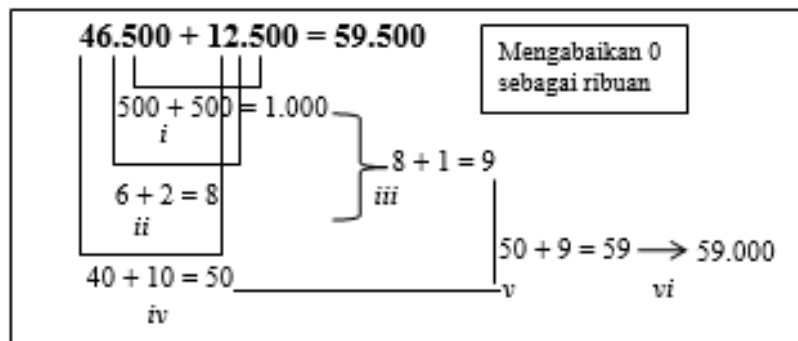 46.500 + 12.500 = 59.500
Mengabaikan 0
sebagai ribuan
500 + 500 = 1.000
i
8 + 1 = 9
iii
6 + 2 = 8
ii
50 + 9 = 59 → 59.000
v vi
40 + 10 = 50
iv